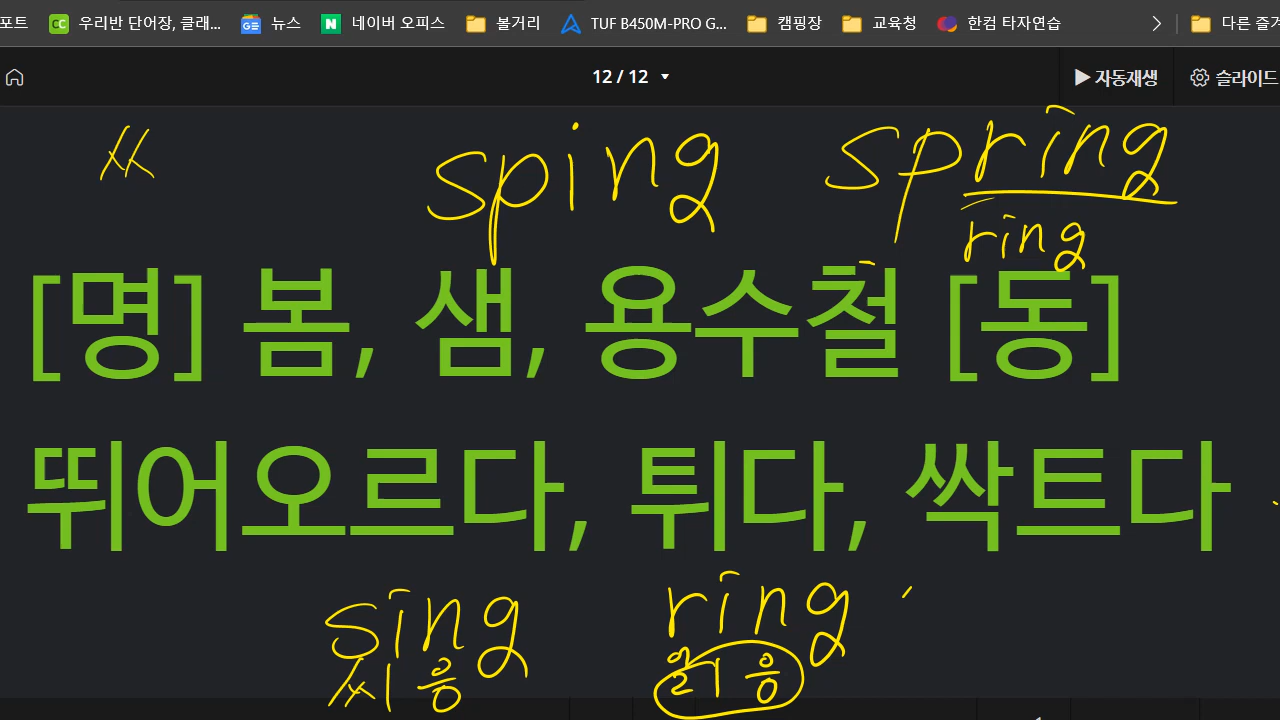 포트 우리반 단어장, 클래... 뉴스 네이버 오피스 볼거리 TUF B450M-PRO G... 캠핑장 교육청 한컴 타자연습 다른 즐겨
12 / 12 자동재생 슬라이드
ㅆ sping spring
ring
[명] 봄, 샘, 용수철 [동]
뛰어오르다, 튀다, 싹트다
sing ring
씨 응 리 응